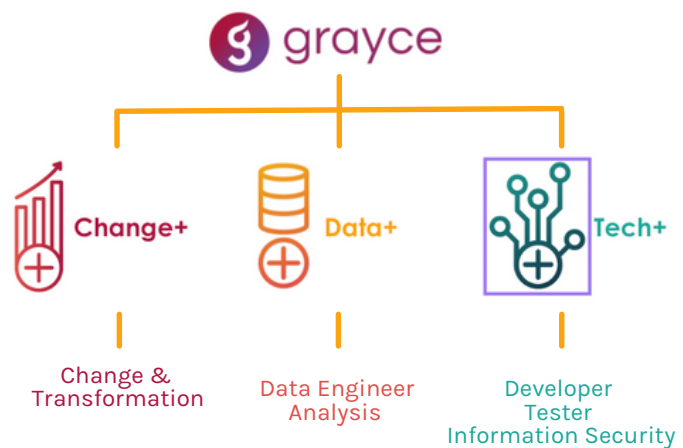 grayce
Change+
Data+
Tech+
Change &
Transformation
Data Engineer
Analysis
Developer
Tester
Information Security